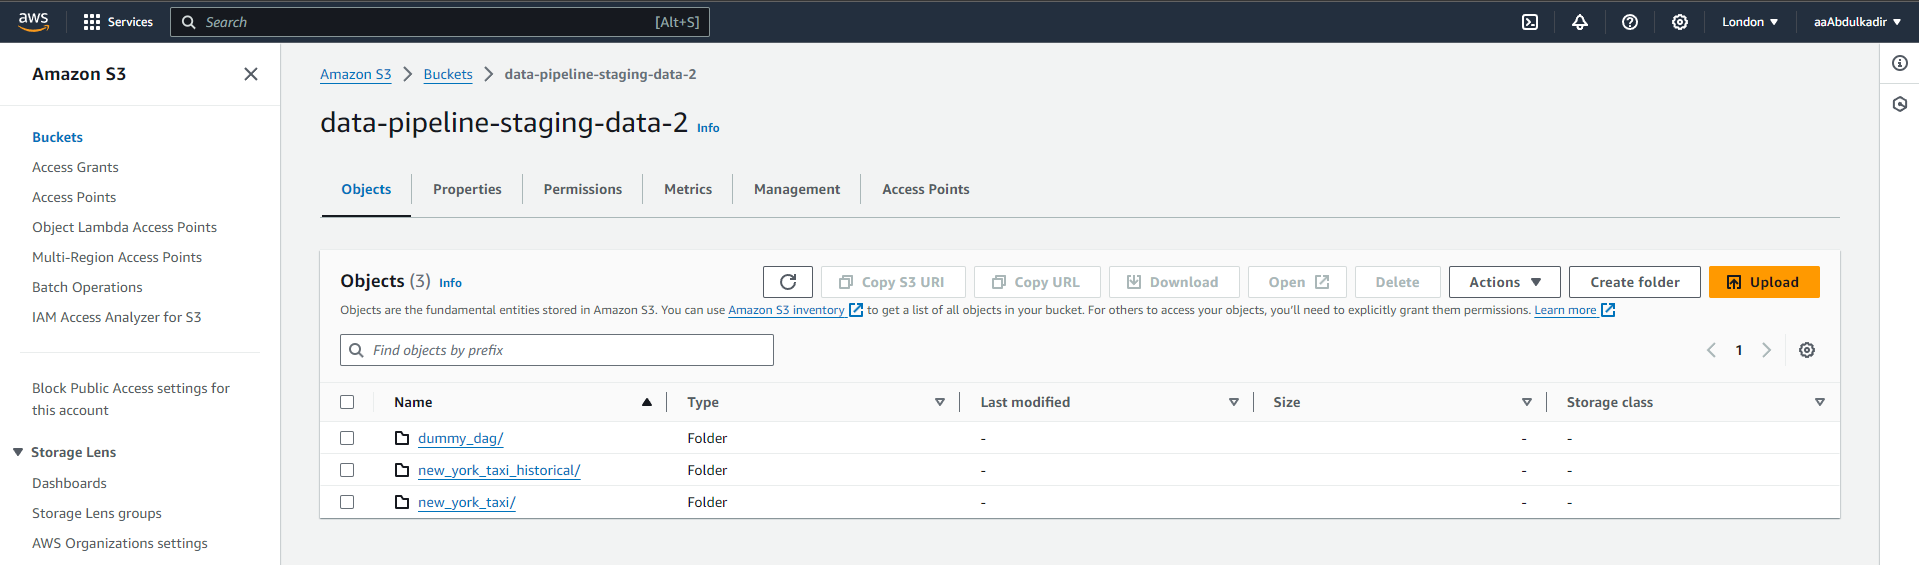 aws Services Search [Alt+S] London aaAbdulkadir
Amazon S3
Buckets
Access Grants
Access Points
Object Lambda Access Points
Multi-Region Access Points
Batch Operations
IAM Access Analyzer for S3
Block Public Access settings for
this account
Storage Lens
Dashboards
Storage Lens groups
AWS Organizations settings
Amazon S3 Buckets data-pipeline-staging-data-2
data-pipeline-staging-data-2 Info
Objects Properties Permissions Metrics Management Access Points
Objects (3) Info Copy S3 URI Copy URL Download Open Delete Actions Create folder Upload
Objects are the fundamental entities stored in Amazon S3. You can use Amazon S3 inventory to get a list of all objects in your bucket. For others to access your objects, you'll need to explicitly grant them permissions. Learn more
Find objects by prefix 1
Name Type Last modified Size Storage class
dummy_dag/ Folder - - -
new_york_taxi_historical/ Folder - - -
new_york_taxi/ Folder - - -